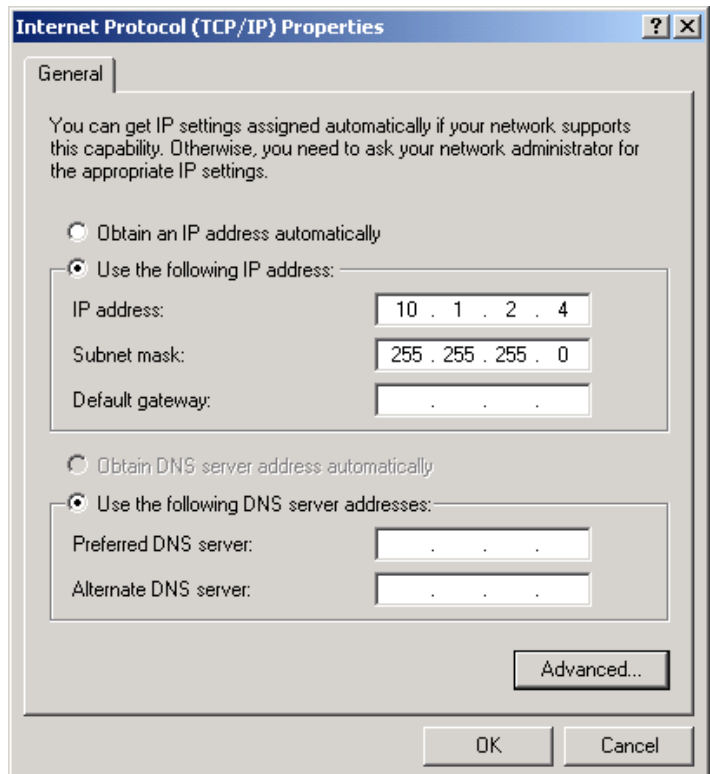 Internet Protocol (TCP/IP) Properties
General
You can get IP settings assigned automatically if your network supports
this capability. Otherwise, you need to ask your network administrator for
the appropriate IP settings.
Obtain an IP address automatically
Use the following IP address:
IP address: 10 . 1 . 2 . 4
Subnet mask: 255 . 255 . 255 . 0
Default gateway: . . .
Obtain DNS server address automatically
Use the following DNS server addresses:
Preferred DNS server: . . .
Alternate DNS server: . . .
Advanced...
OK Cancel